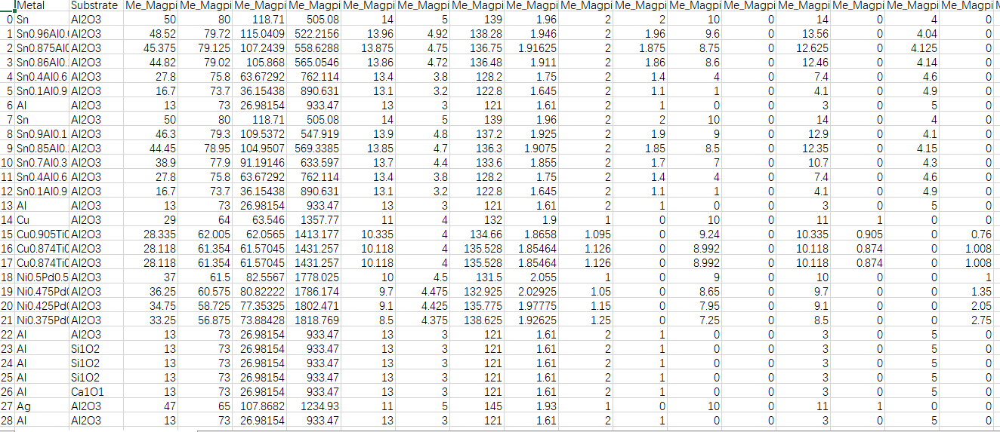 Metal Substrate Me_Magpi Me_Magpi Me_Magpi Me_Magpi Me_Magpi Me_Magpi Me_Magpi Me_Magpi Me_Magpi Me_Magpi Me_Magpi Me_Magpi Me_Magpi Me_Magpi Me_Magpi Me_Magpi
0 Sn Al2O3 50 80 118.71 505.08 14 5 139 1.96 2 2 10 0 14 0 4 0
1 Sn0.96Al0. Al2O3 48.52 79.72 115.0409 522.2156 13.96 4.92 138.28 1.946 2 1.96 9.6 0 13.56 0 4.04 0
2 Sn0.875Al Al2O3 45.375 79.125 107.2439 558.6288 13.875 4.75 136.75 1.91625 2 1.875 8.75 0 12.625 0 4.125 0
3 Sn0.86Al0. Al2O3 44.82 79.02 105.868 565.0546 13.86 4.72 136.48 1.911 2 1.86 8.6 0 12.46 0 4.14 0
4 Sn0.4Al0.6 Al2O3 27.8 75.8 63.67292 762.114 13.4 3.8 128.2 1.75 2 1.4 4 0 7.4 0 4.6 0
5 Sn0.1Al0.9 Al2O3 16.7 73.7 36.15438 890.631 13.1 3.2 122.8 1.645 2 1.1 1 0 4.1 0 4.9 0
6 Al Al2O3 13 73 26.98154 933.47 13 3 121 1.61 2 1 0 0 3 0 5 0
7 Sn Al2O3 50 80 118.71 505.08 14 5 139 1.96 2 2 10 0 14 0 4 0
8 Sn0.9Al0.1 Al2O3 46.3 79.3 109.5372 547.919 13.9 4.8 137.2 1.925 2 1.9 9 0 12.9 0 4.1 0
9 Sn0.85Al0. Al2O3 44.45 78.95 104.9507 569.3385 13.85 4.7 136.3 1.9075 2 1.85 8.5 0 12.35 0 4.15 0
10 Sn0.7Al0.3 Al2O3 38.9 77.9 91.19146 633.597 13.7 4.4 133.6 1.855 2 1.7 7 0 10.7 0 4.3 0
11 Sn0.4Al0.6 Al2O3 27.8 75.8 63.67292 762.114 13.4 3.8 128.2 1.75 2 1.4 4 0 7.4 0 4.6 0
12 Sn0.1Al0.9 Al2O3 16.7 73.7 36.15438 890.631 13.1 3.2 122.8 1.645 2 1.1 1 0 4.1 0 4.9 0
13 Al Al2O3 13 73 26.98154 933.47 13 3 121 1.61 2 1 0 0 3 0 5 0
14 Cu Al2O3 29 64 63.546 1357.77 11 4 132 1.9 1 0 10 0 11 1 0 0
15 Cu0.905Ti Al2O3 28.335 62.005 62.0565 1413.177 10.335 4 134.66 1.8658 1.095 0 9.24 0 10.335 0.905 0 0.76
16 Cu0.874Ti Al2O3 28.118 61.354 61.57045 1431.257 10.118 4 135.528 1.85464 1.126 0 8.992 0 10.118 0.874 0 1.008
17 Cu0.874Ti Al2O3 28.118 61.354 61.57045 1431.257 10.118 4 135.528 1.85464 1.126 0 8.992 0 10.118 0.874 0 1.008
18 Ni0.5Pd0.5 Al2O3 37 61.5 82.5567 1778.025 10 4.5 131.5 2.055 1 0 9 0 10 0 0 1
19 Ni0.475Pd Al2O3 36.25 60.575 80.82222 1786.174 9.7 4.475 132.925 2.02925 1.05 0 8.65 0 9.7 0 0 1.35
20 Ni0.425Pd Al2O3 34.75 58.725 77.35325 1802.471 9.1 4.425 135.775 1.97775 1.15 0 7.95 0 9.1 0 0 2.05
21 Ni0.375Pd Al2O3 33.25 56.875 73.88428 1818.769 8.5 4.375 138.625 1.92625 1.25 0 7.25 0 8.5 0 0 2.75
22 Al Al2O3 13 73 26.98154 933.47 13 3 121 1.61 2 1 0 0 3 0 5 0
23 Al Si1O2 13 73 26.98154 933.47 13 3 121 1.61 2 1 0 0 3 0 5 0
24 Al Si1O2 13 73 26.98154 933.47 13 3 121 1.61 2 1 0 0 3 0 5 0
25 Al Si1O2 13 73 26.98154 933.47 13 3 121 1.61 2 1 0 0 3 0 5 0
26 Al Ca1O1 13 73 26.98154 933.47 13 3 121 1.61 2 1 0 0 3 0 5 0
27 Ag Al2O3 47 65 107.8682 1234.93 11 5 145 1.93 1 0 10 0 11 1 0 0
28 Al Al2O3 13 73 26.98154 933.47 13 3 121 1.61 2 1 0 0 3 0 5 0